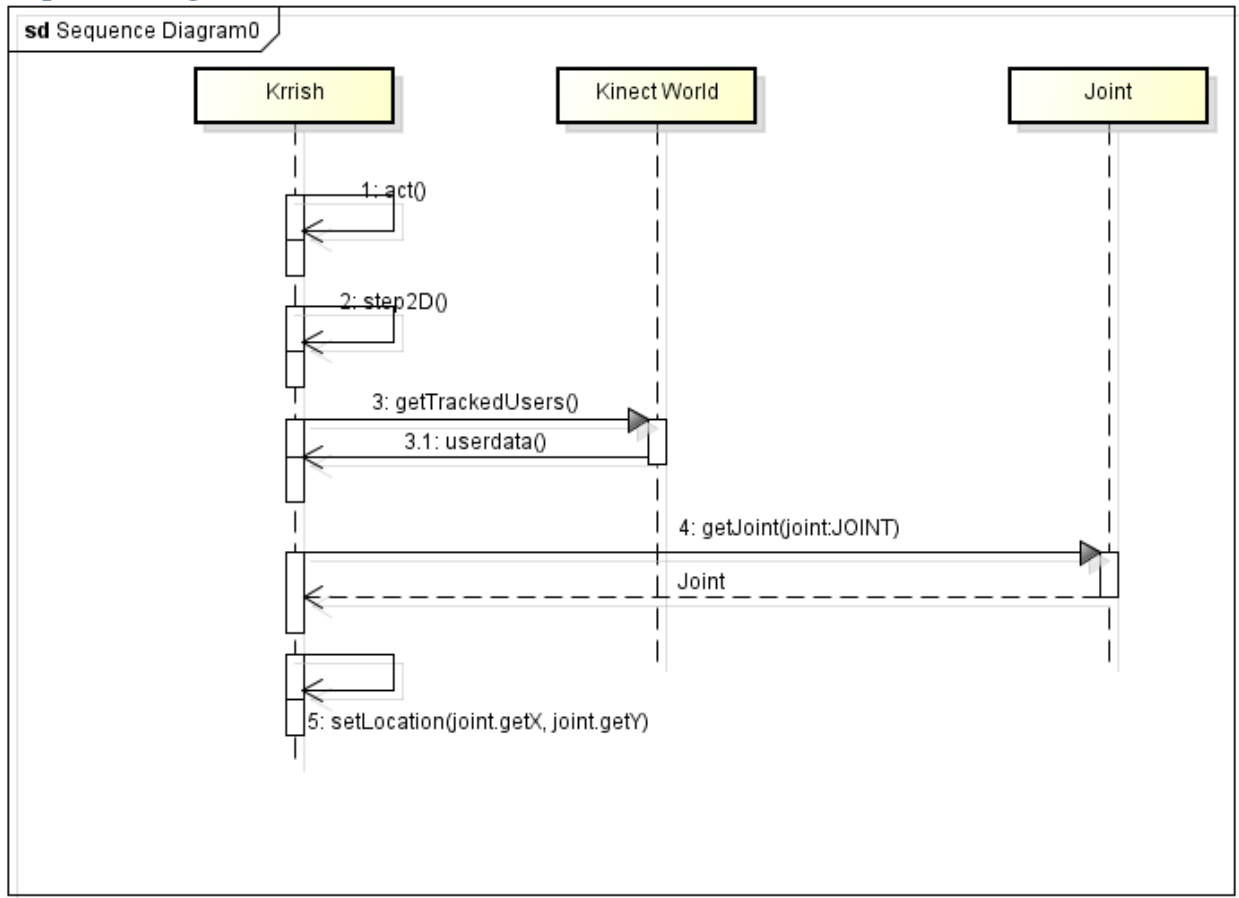 sd Sequence Diagram0
Krrish
Kinect World
Joint
1: act()
2: step2D()
3: getTrackedUsers()
3.1: userdata()
4: getJoint(joint:JOINT)
Joint
5: setLocation(joint.getX, joint.getY)